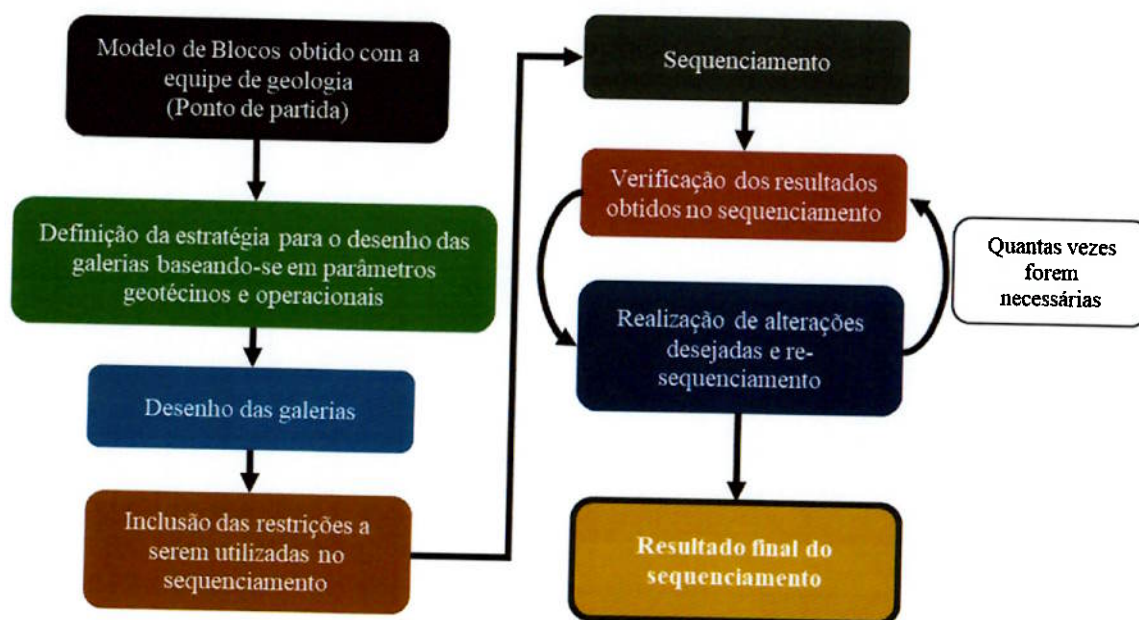 Modelo de Blocos obtido com a
equipe de geologia
(Ponto de partida)
Definição da estratégia para o desenho das
galerias baseando-se em parâmetros
geotécinos e operacionais
Desenho das galerias
Inclusão das restrições a
serem utilizadas no
sequenciamento
Sequenciamento
Verificação dos resultados
obtidos no sequenciamento
Quantas vezes
forem
necessárias
Realização de alterações
desejadas e re-
sequenciamento
Resultado final do
sequenciamento